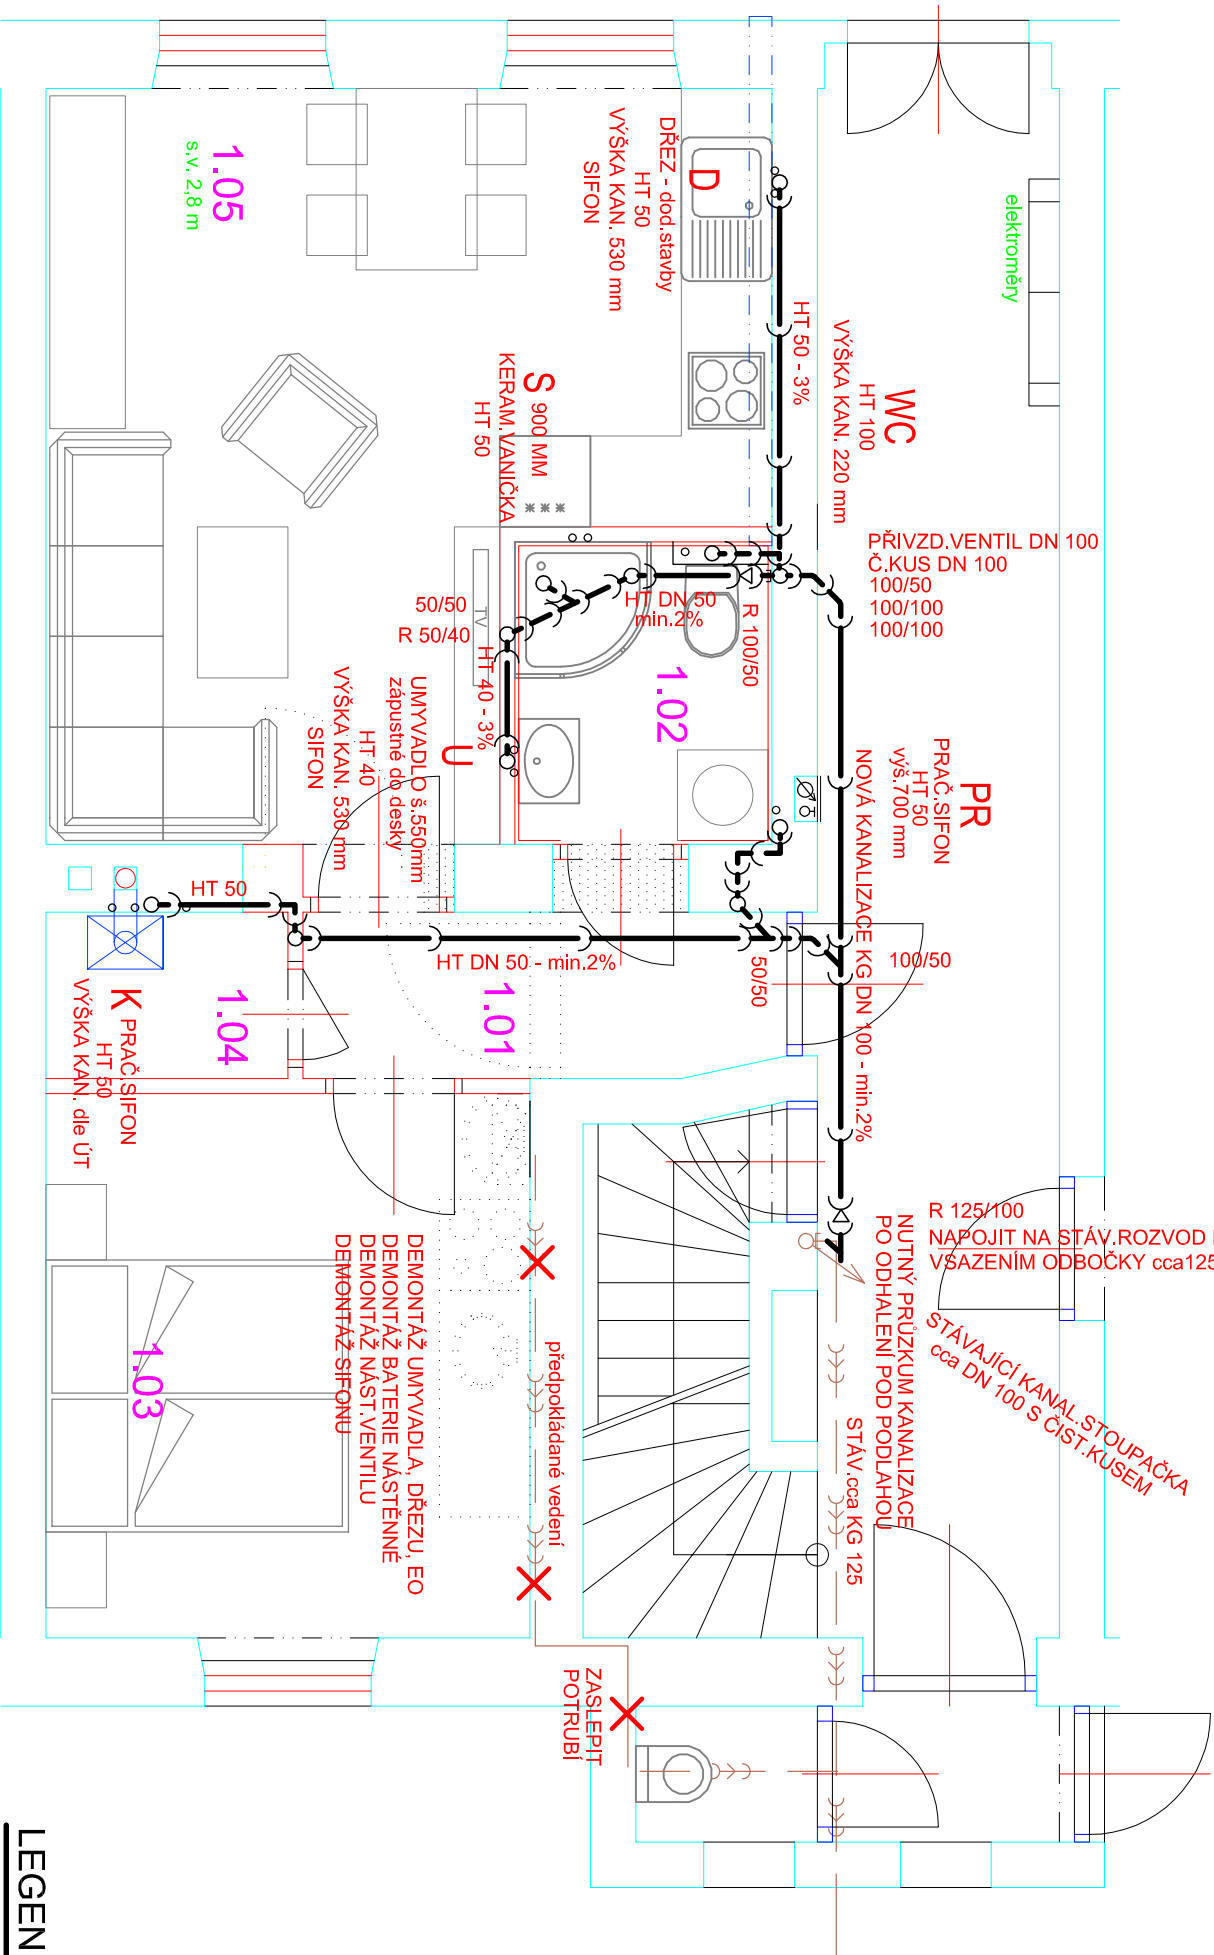 1.05
s.v. 2,8 m
D
DŘEZ - dod.stavby
HT 50
VÝŠKA KAN. 530 mm
SIFON
elektroměry
HT 50 - 3%
WC
HT 100
VÝŠKA KAN. 220 mm
S 900 MM
KERAM.VANIČKA
HT 50
PŘIVZD.VENTIL DN 100
Č.KUS DN 100
100/50
100/100
100/100
50/50
R 50/40
TV
HT DN 50
min.2%
R 100/50
1.02
HT 40 - 3%
U
UMYVADLO š.550mm
zápustné do desky
HT 40
VÝŠKA KAN. 530 mm
SIFON
PR
PRAČ.SIFON
HT 50
výš.700 mm
NOVÁ KANALIZACE KG DN 100 - min.2%
HT 50
HT DN 50 - min.2%
50/50
100/50
K PRAČ.SIFON
HT 50
VÝŠKA KAN. dle ÚT
1.04
1.01
R 125/100
NAPOJIT NA STÁV.ROZVOD
VSAZENÍM ODBOČKY cca125
NUTNÝ PRŮZKUM KANALIZACE
PO ODHALENÍ POD PODLAHOU
STÁVAJÍCÍ KANAL.STOUPAČKA
cca DN 100 S ČIST.KUSEM
STÁV.cca KG 125
1.03
DEMONTÁŽ UMYVADLA, DŘEZU, EO
DEMONTÁŽ BATERIE NÁSTĚNNÉ
DEMONTÁŽ NÁST.VENTILU
DEMONTÁŽ SIFONU
předpokládané vedení
ZASLEPIT
POTRUBÍ
LEGEN